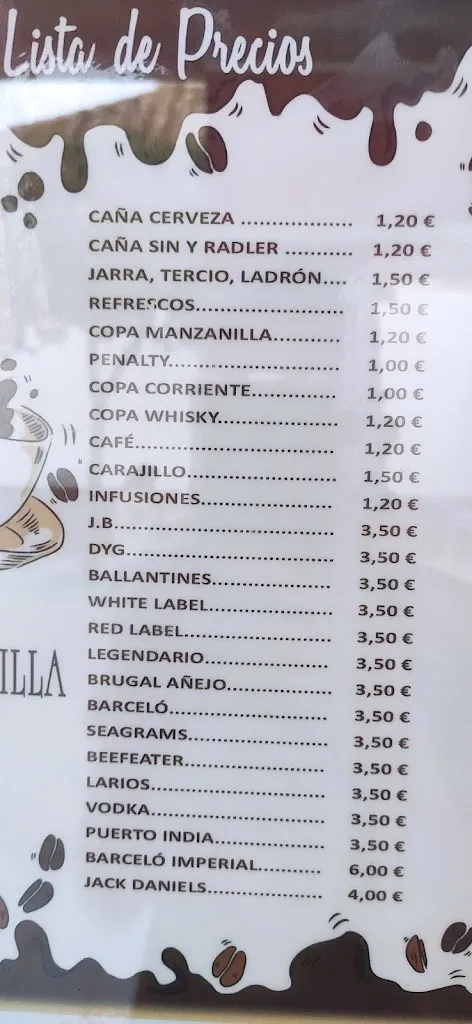 Lista de Precios
CAÑA CERVEZA .................. 1,20 €
CAÑA SIN Y RADLER ........... 1,20 €
JARRA, TERCIO, LADRÓN.... 1,50 €
REFRESCOS........................ 1,50 €
COPA MANZANILLA........... 1,20 €
PENALTY............................ 1,00 €
COPA CORRIENTE.............. 1,00 €
COPA WHISKY................... 1,20 €
CAFÉ................................. 1,20 €
CARAJILLO........................ 1,50 €
INFUSIONES...................... 1,20 €
J.B.................................... 3,50 €
DYG.................................. 3,50 €
BALLANTINES................... 3,50 €
WHITE LABEL................... 3,50 €
RED LABEL....................... 3,50 €
LEGENDARIO.................... 3,50 €
BRUGAL AÑEJO................ 3,50 €
BARCELÓ.......................... 3,50 €
SEAGRAMS....................... 3,50 €
BEEFEATER....................... 3,50 €
LARIOS............................. 3,50 €
VODKA............................. 3,50 €
PUERTO INDIA.................. 3,50 €
BARCELÓ IMPERIAL........... 6,00 €
JACK DANIELS................... 4,00 €
ILLA